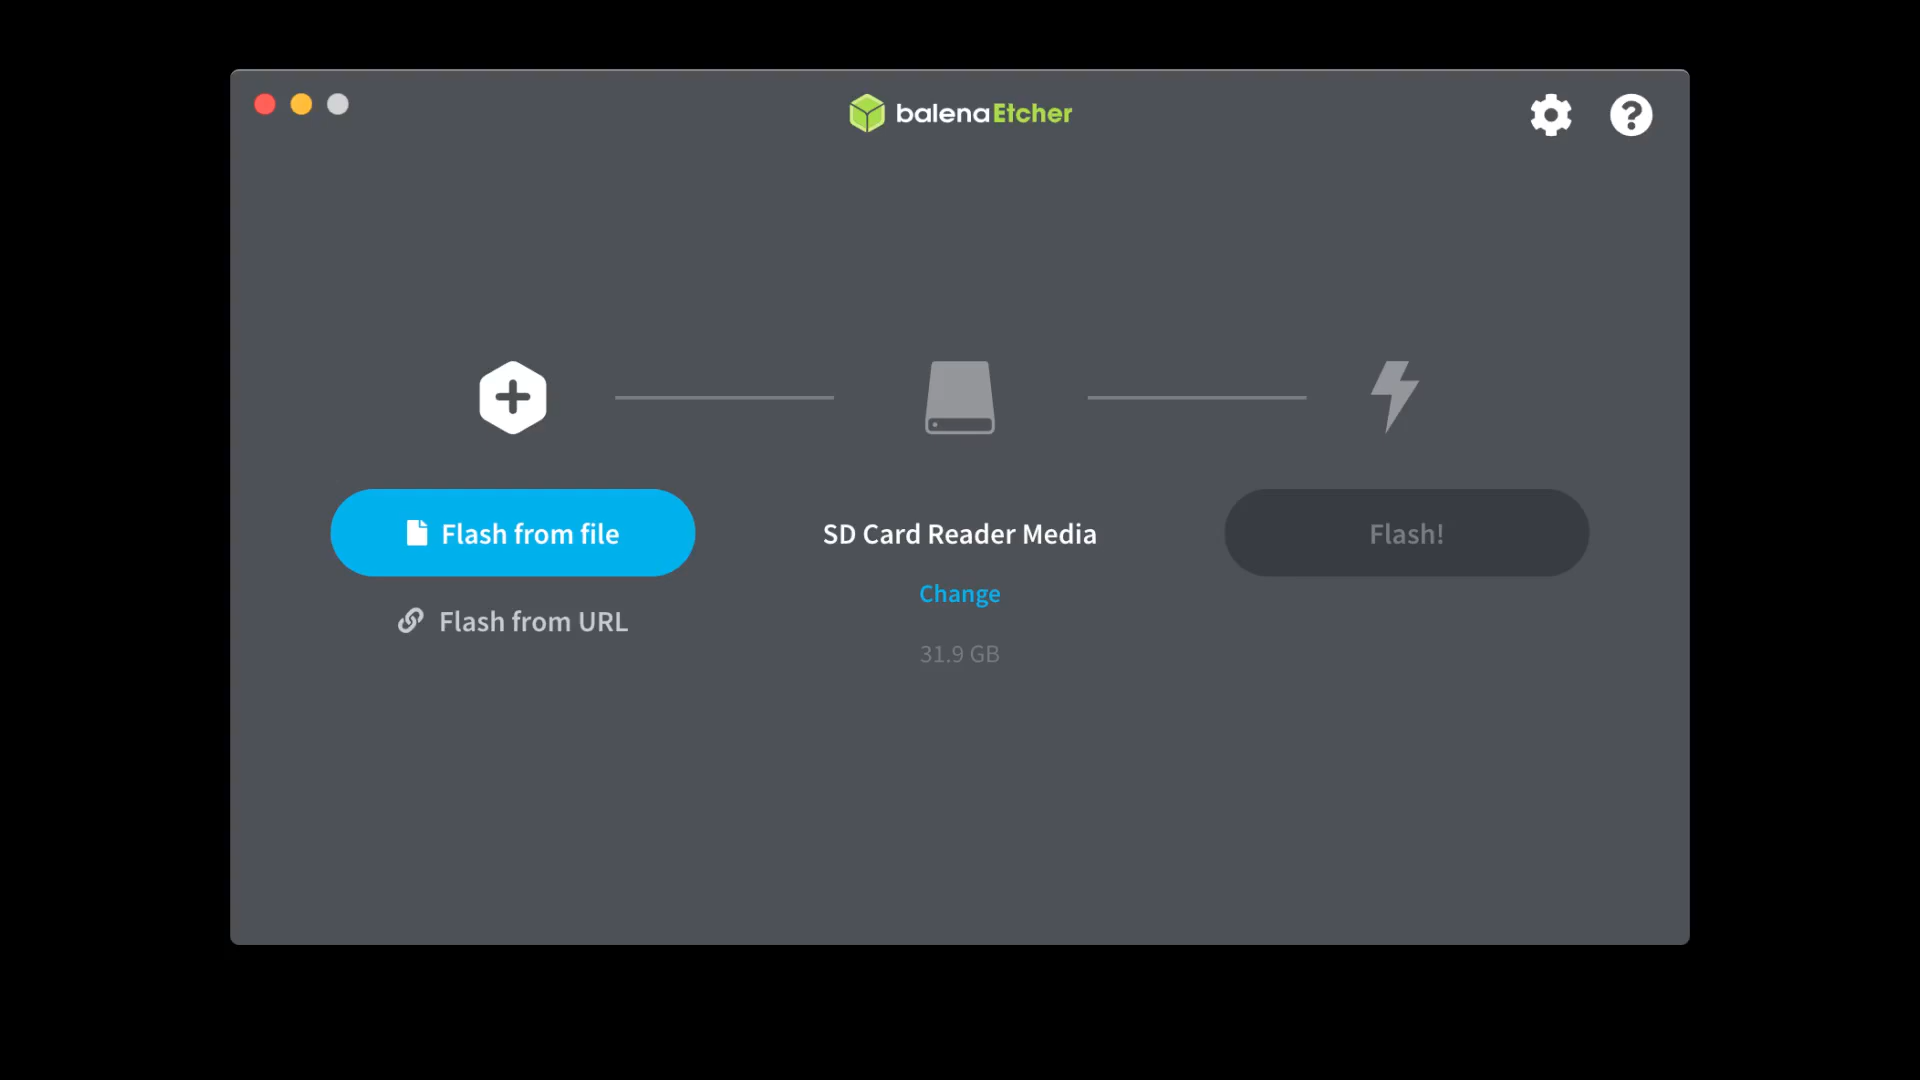 balenaEtcher
Flash from file
Flash from URL
SD Card Reader Media
Change
31.9 GB
Flash!